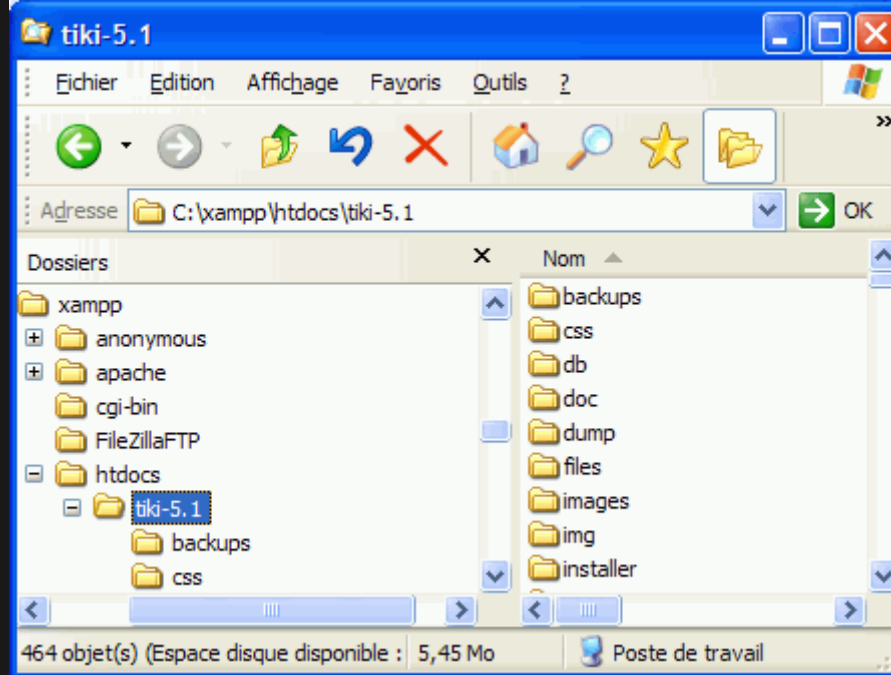 tiki-5.1
Fichier Edition Affichage Favoris Outils ?
Adresse C:\xampp\htdocs\tiki-5.1 OK
Dossiers
xampp
anonymous
apache
cgi-bin
FileZillaFTP
htdocs
tiki-5.1
backups
css
Nom
backups
css
db
doc
dump
files
images
img
installer
464 objet(s) (Espace disque disponible : 5,45 Mo Poste de travail